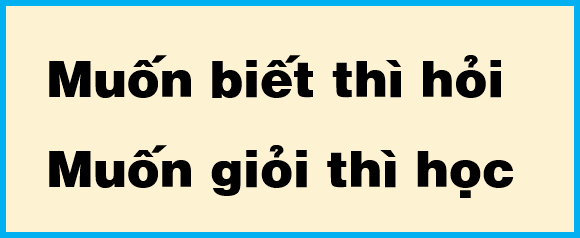 Muốn biết thì hỏi
Muốn giỏi thì học